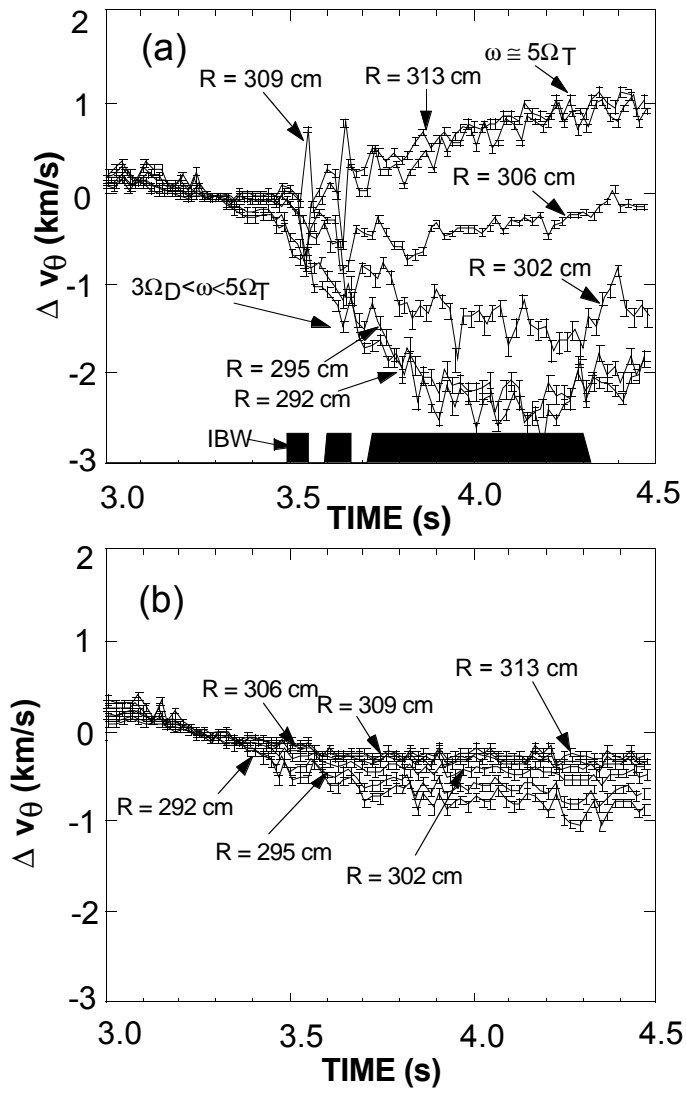 2
(a)
ω ≅ 5Ω_T
R = 309 cm
R = 313 cm
1
R = 306 cm
0
R = 302 cm
-1
3Ω_D<ω<5Ω_T
R = 295 cm
-2
R = 292 cm
IBW
-3
Δ v_θ (km/s)
3.0
3.5
4.0
4.5
TIME (s)
2
(b)
1
R = 313 cm
R = 306 cm
R = 309 cm
0
R = 292 cm
-1
R = 295 cm
R = 302 cm
-2
-3
Δ v_θ (km/s)
3.0
3.5
4.0
4.5
TIME (s)